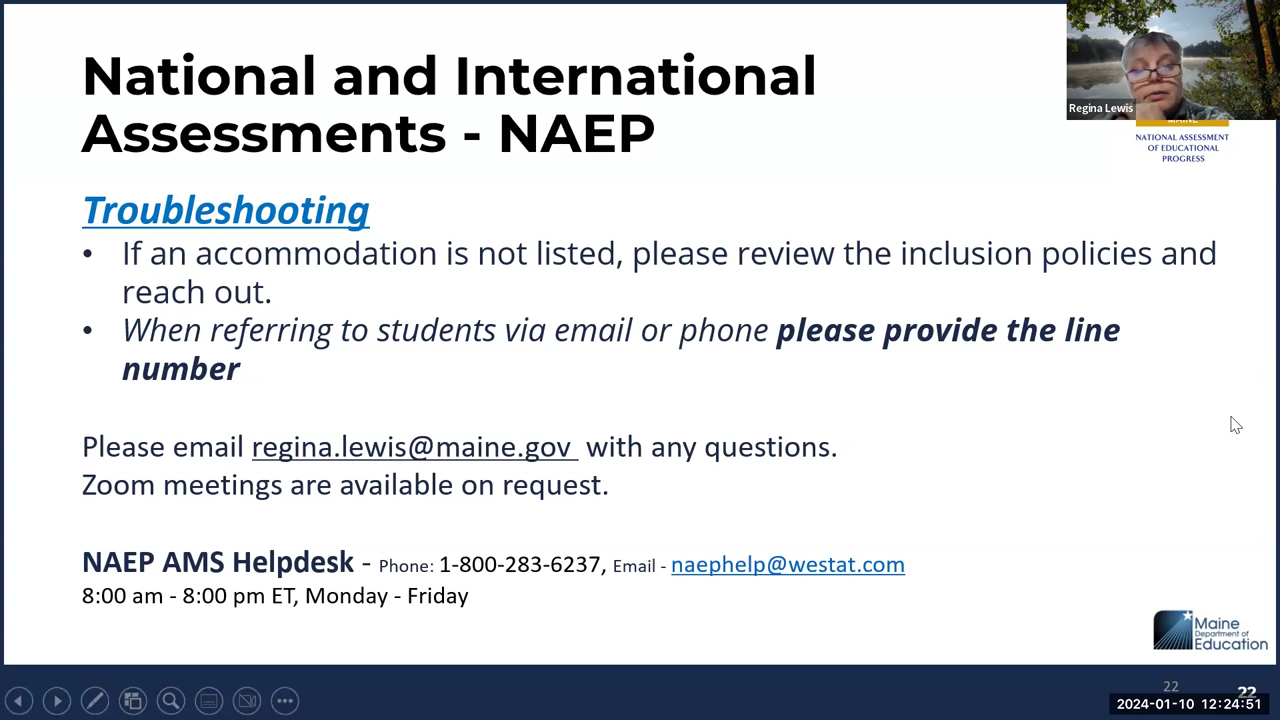 National and International
Assessments - NAEP
Regina Lewis
NATIONAL ASSESSMENT
OF EDUCATIONAL
PROGRESS
Troubleshooting
• If an accommodation is not listed, please review the inclusion policies and
reach out.
• When referring to students via email or phone please provide the line
number
Please email regina.lewis@maine.gov with any questions.
Zoom meetings are available on request.
NAEP AMS Helpdesk - Phone: 1-800-283-6237, Email - naephelp@westat.com
8:00 am - 8:00 pm ET, Monday - Friday
Maine
Department of
Education
22
22
2024-01-10 12:24:51